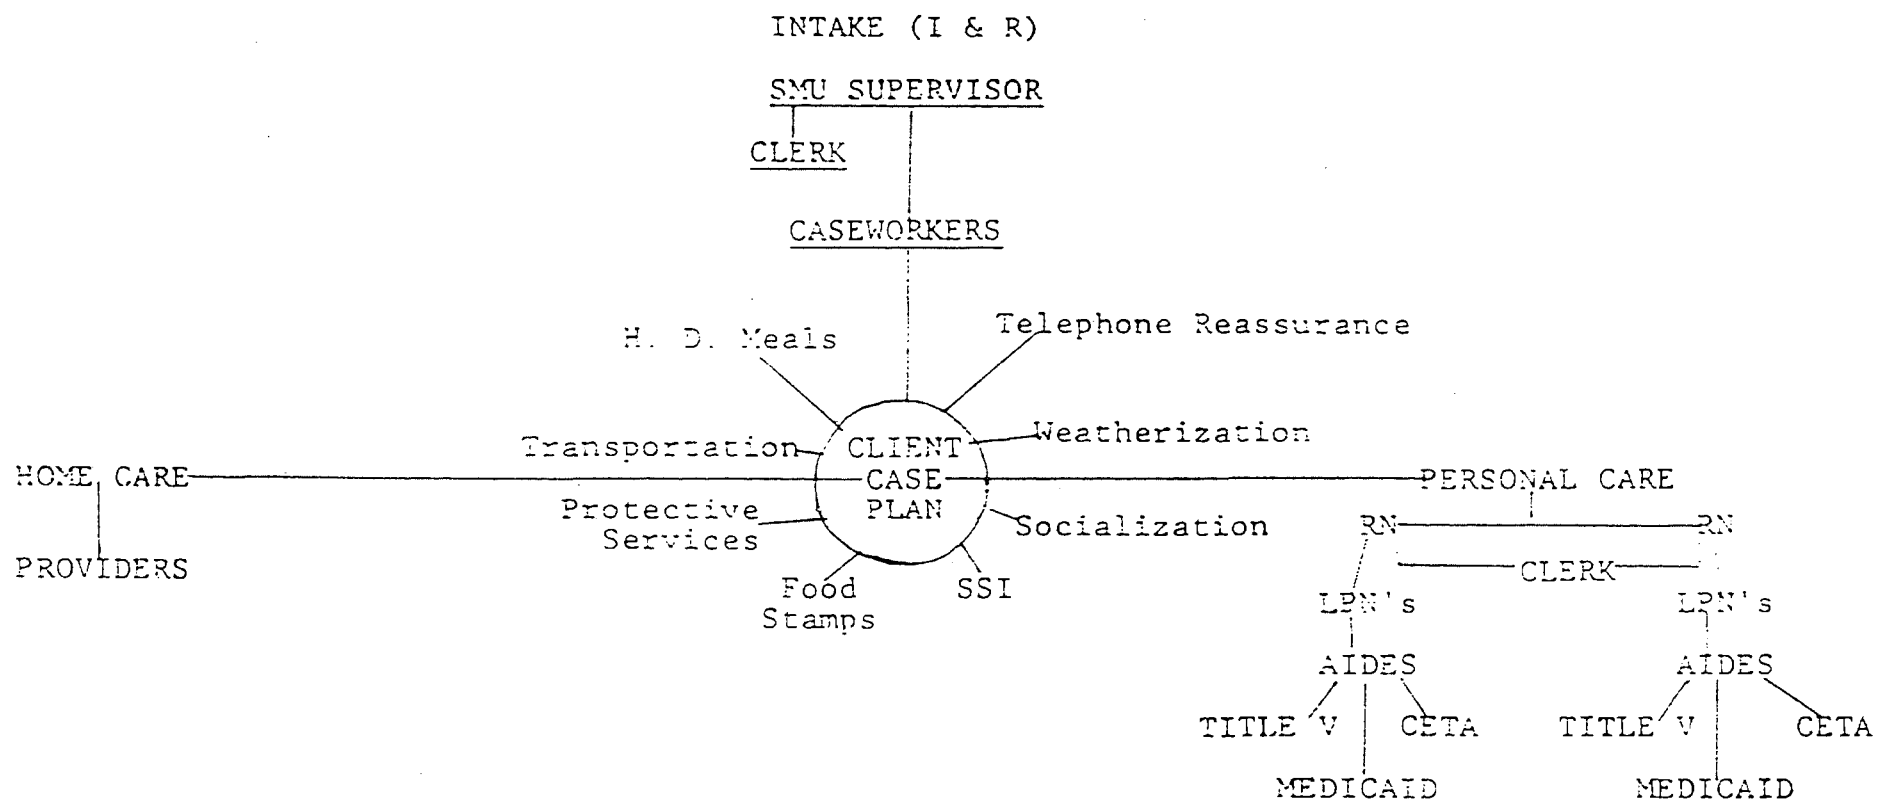 INTAKE (I & R)
SMU SUPERVISOR
CLERK
CASEWORKERS
H. D. Meals
Telephone Reassurance
Transportation
CLIENT
CASE
PLAN
Weatherization
HOME CARE
PERSONAL CARE
Protective
Services
Socialization
RN RN
PROVIDERS
Food
Stamps
SSI
CLERK
LPN's LPN's
AIDES AIDES
TITLE V CETA TITLE V CETA
MEDICAID MEDICAID